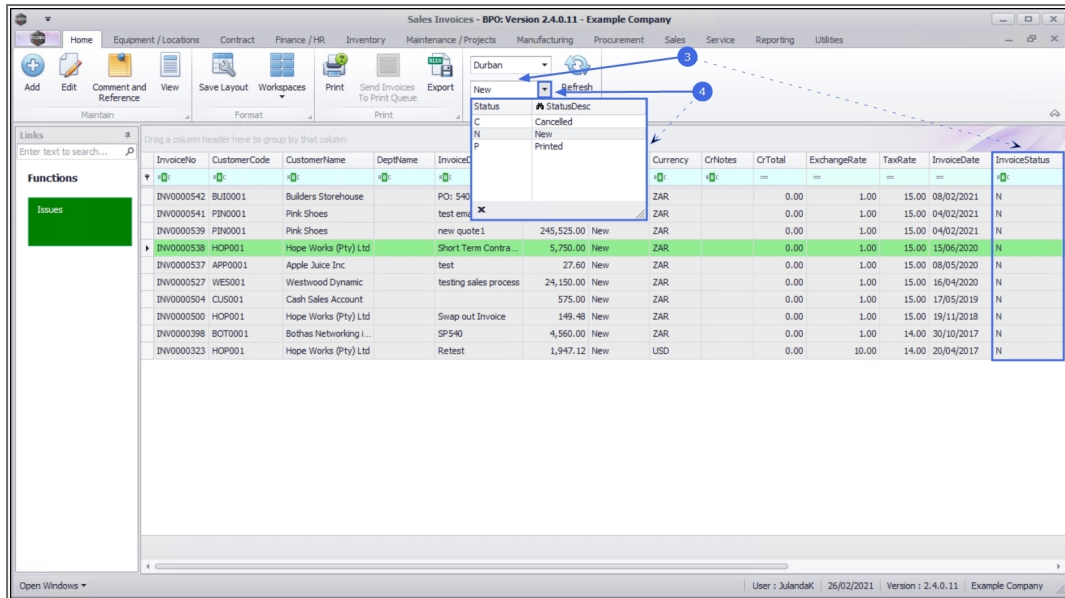 Sales Invoices - BPO: Version 2.4.0.11 - Example Company
Home Equipment / Locations Contract Finance / HR Inventory Maintenance / Projects Manufacturing Procurement Sales Service Reporting Utilities
Add Edit Comment and Reference View Save Layout Workspaces Print Send Invoices To Print Queue Export Durban New Refresh
Maintain Format Print
3
4
Status StatusDesc
C Cancelled
N New
P Printed
Links
Enter text to search...
Functions
Issues
Drag a column header here to group by that column
InvoiceNo CustomerCode CustomerName DeptName Currency CrNotes CrTotal ExchangeRate TaxRate InvoiceDate InvoiceStatus
INV0000542 BUI0001 Builders Storehouse PO: 540 ZAR 0.00 1.00 15.00 08/02/2021 N
INV0000541 PIN0001 Pink Shoes ZAR 0.00 1.00 15.00 04/02/2021 N
INV0000539 PIN0001 Pink Shoes new quote1 245,525.00 New ZAR 0.00 1.00 15.00 04/02/2021 N
INV0000538 HOP001 Hope Works (Pty) Ltd Short Term Contra... 5,750.00 New ZAR 0.00 1.00 15.00 15/06/2020 N
INV0000537 APP0001 Apple Juice Inc test 27.60 New ZAR 0.00 1.00 15.00 08/05/2020 N
INV0000527 WES001 Westwood Dynamic testing sales process 24,150.00 New ZAR 0.00 1.00 15.00 16/04/2020 N
INV0000504 CUS001 Cash Sales Account 575.00 New ZAR 0.00 1.00 15.00 17/05/2019 N
INV0000500 HOP001 Hope Works (Pty) Ltd Swap out Invoice 149.48 New ZAR 0.00 1.00 15.00 19/11/2018 N
INV0000398 BOT0001 Bothas Networking i... SP540 4,560.00 New ZAR 0.00 1.00 14.00 30/10/2017 N
INV0000323 HOP001 Hope Works (Pty) Ltd Retest 1,947.12 New USD 0.00 10.00 14.00 20/04/2017 N
Open Windows User : JulandaK 26/02/2021 Version : 2.4.0.11 Example Company